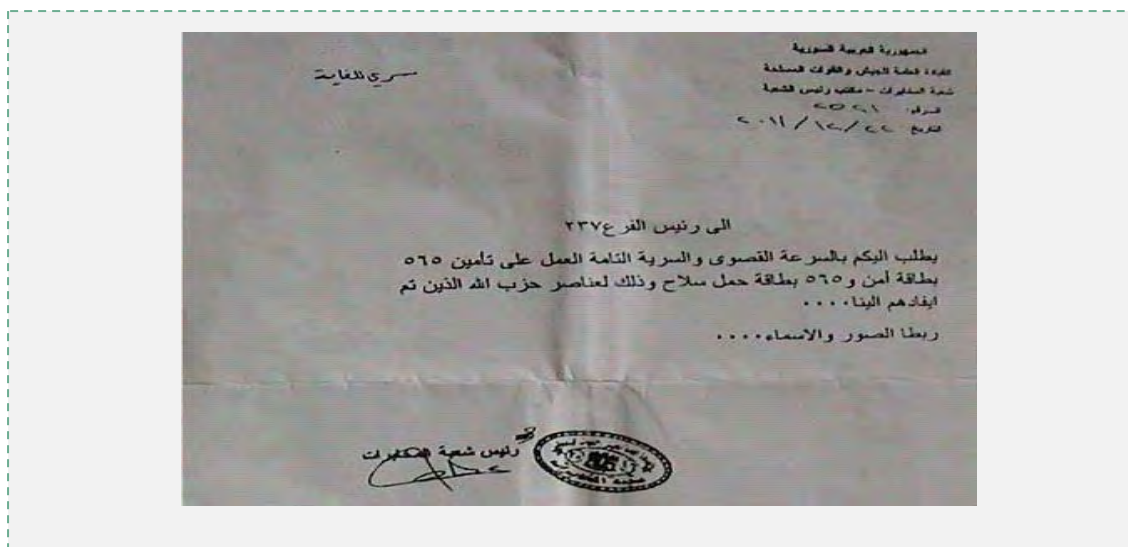 الجمهورية العربية السورية
القيادة العامة للجيش والقوات المسلحة
شعبة المخابرات - مكتب رئيس الشعبة
سري للغاية
الرقم: ٢٥٢١
التاريخ ٢٢/١٢/٢٠١١
الى رئيس الفرع ٢٣٧
يطلب اليكم بالسرعة القصوى والسرية التامة العمل على تأمين ٥٦٥
بطاقة أمن و٥٦٥ بطاقة حمل سلاح وذلك لعناصر حزب الله الذين تم
ايفادهم الينا....
ربطا الصور والاسماء....
رئيس شعبة المخابرات